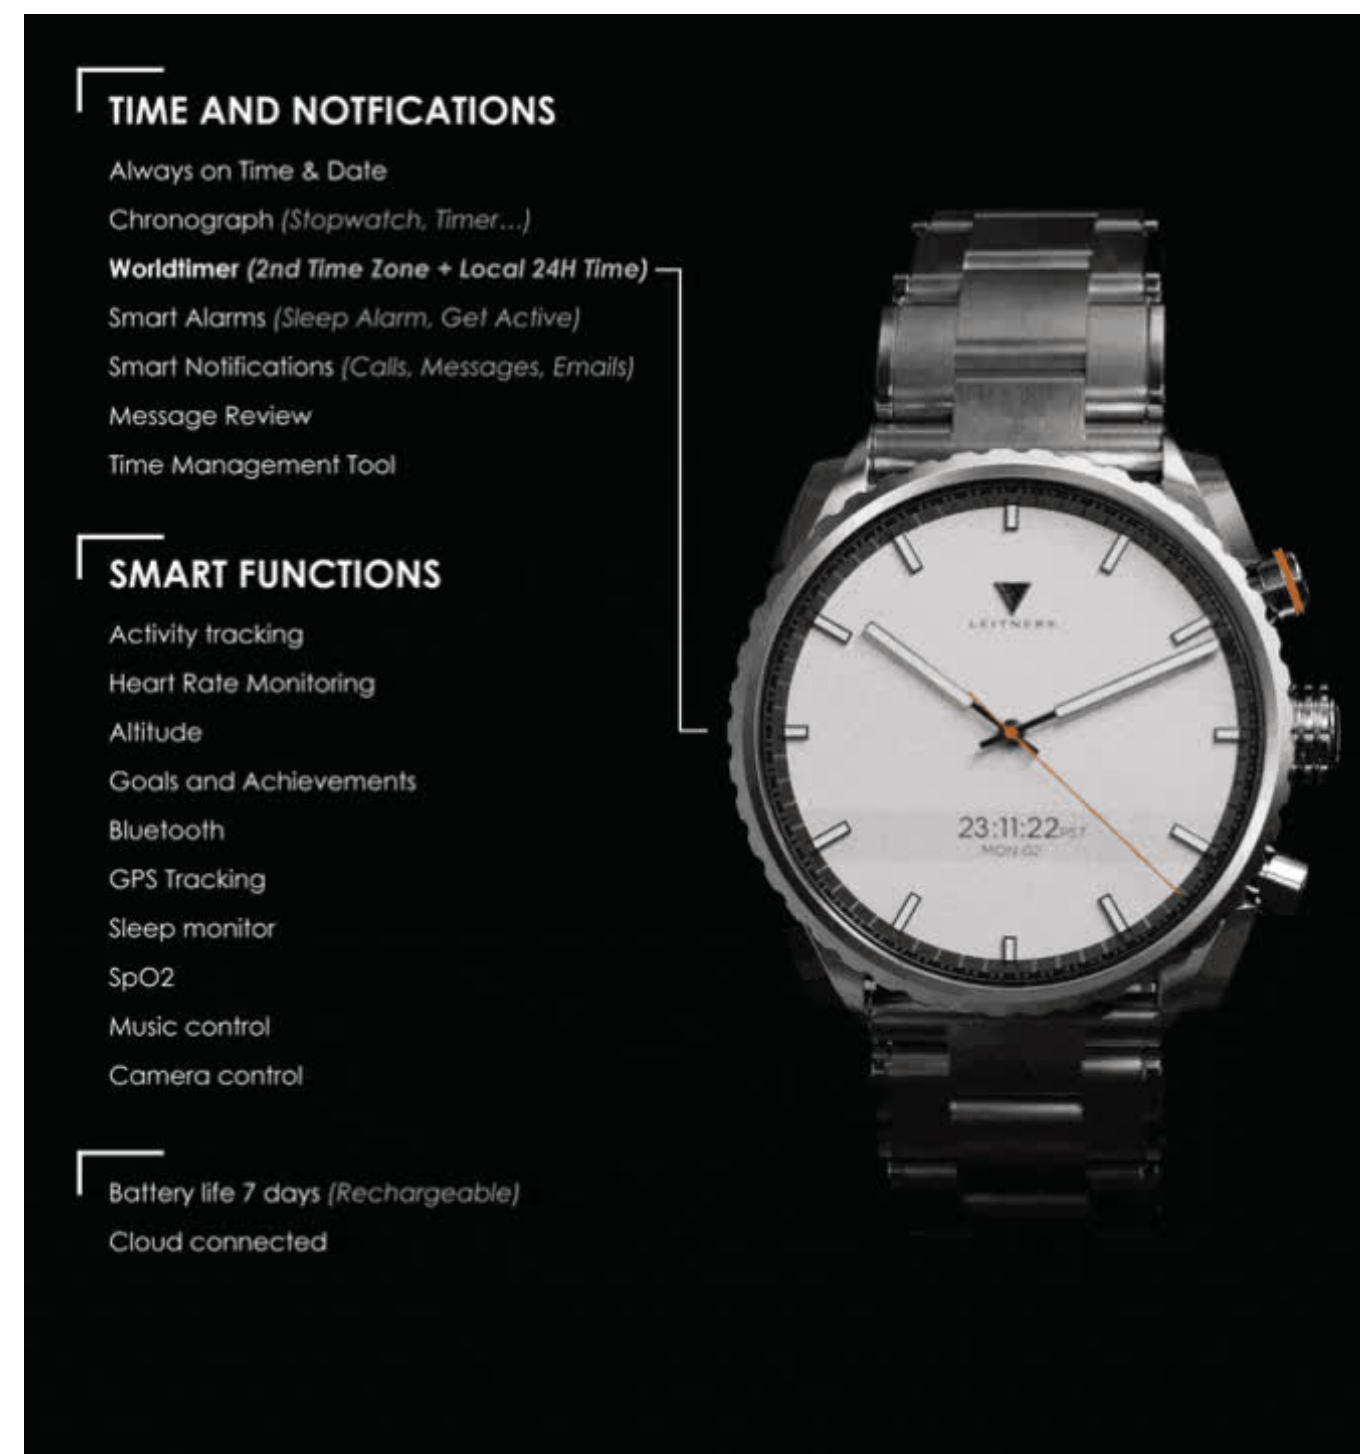 TIME AND NOTFICATIONS
Always on Time & Date
Chronograph (Stopwatch, Timer...)
Worldtimer (2nd Time Zone + Local 24H Time)
Smart Alarms (Sleep Alarm, Get Active)
Smart Notifications (Calls, Messages, Emails)
Message Review
Time Management Tool
SMART FUNCTIONS
Activity tracking
Heart Rate Monitoring
Altitude
Goals and Achievements
Bluetooth
GPS Tracking
Sleep monitor
SpO2
Music control
Camera control
Battery life 7 days (Rechargeable)
Cloud connected
LEITNERS
23:11:22 PST
MON 02